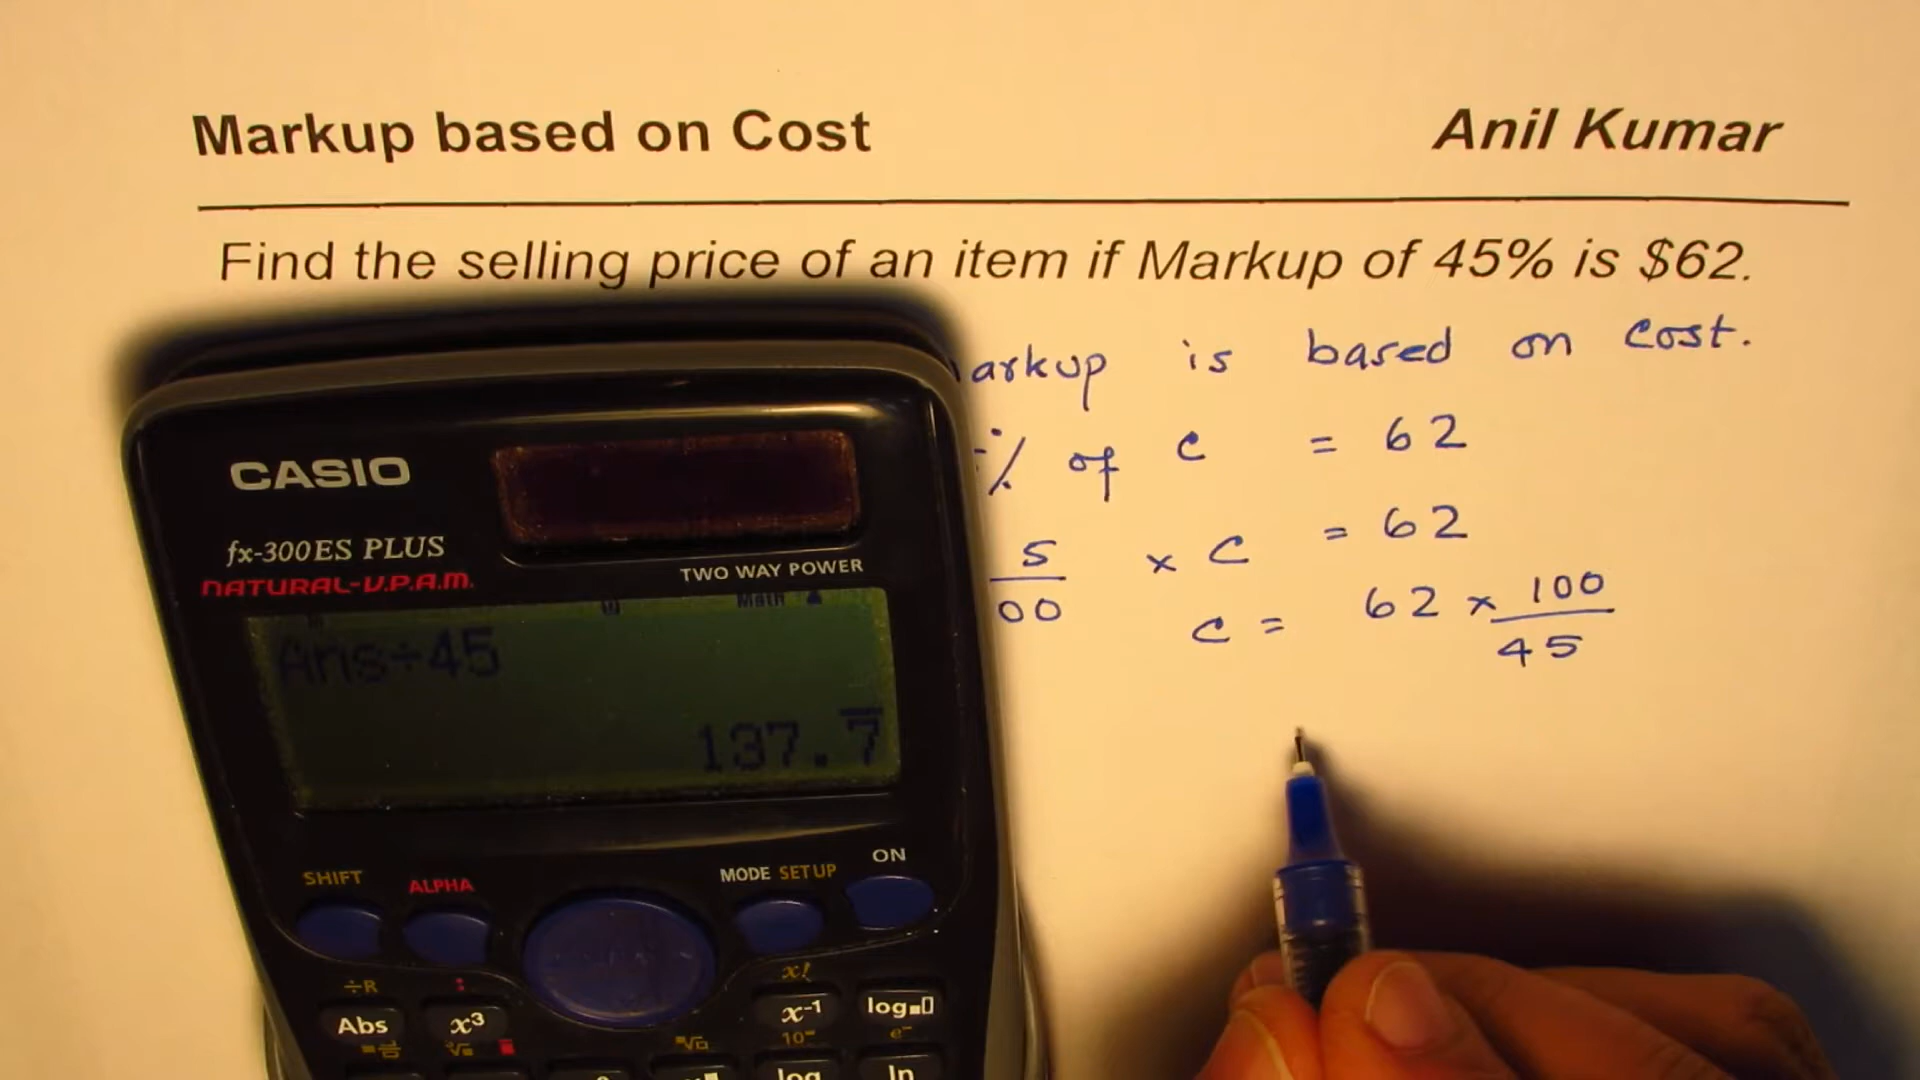 Markup based on Cost Anil Kumar
Find the selling price of an item if Markup of 45% is $62.
arkup is based on cost.
% of c = 62
5 x c = 62
00
c = 62 x 100
45
CASIO
fx-300ES PLUS
NATURAL-V.P.A.M.
TWO WAY POWER
Math
Ans÷45
137.7
SHIFT ALPHA MODE SETUP ON
÷R : x!
Abs x³ x⁻¹ log
log ln